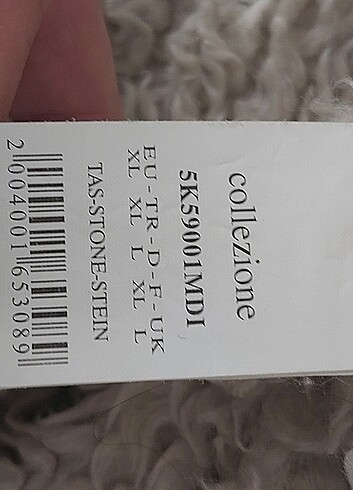 collezione
5K59001MDI
EU - TR - D - F - UK
XL XL L XL L
TAS-STONE-STEIN
2 004001 653089